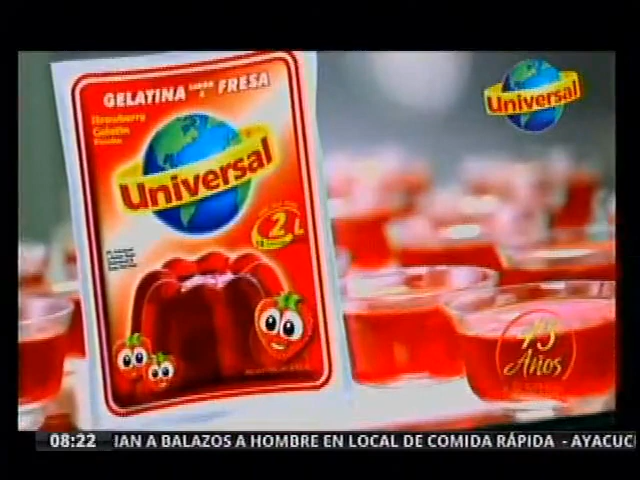 GELATINA SABOR A FRESA
Strawberry
Gelatin
Universal
2 L
Universal
Años
08:22 IAN A BALAZOS A HOMBRE EN LOCAL DE COMIDA RÁPIDA - AYACUC